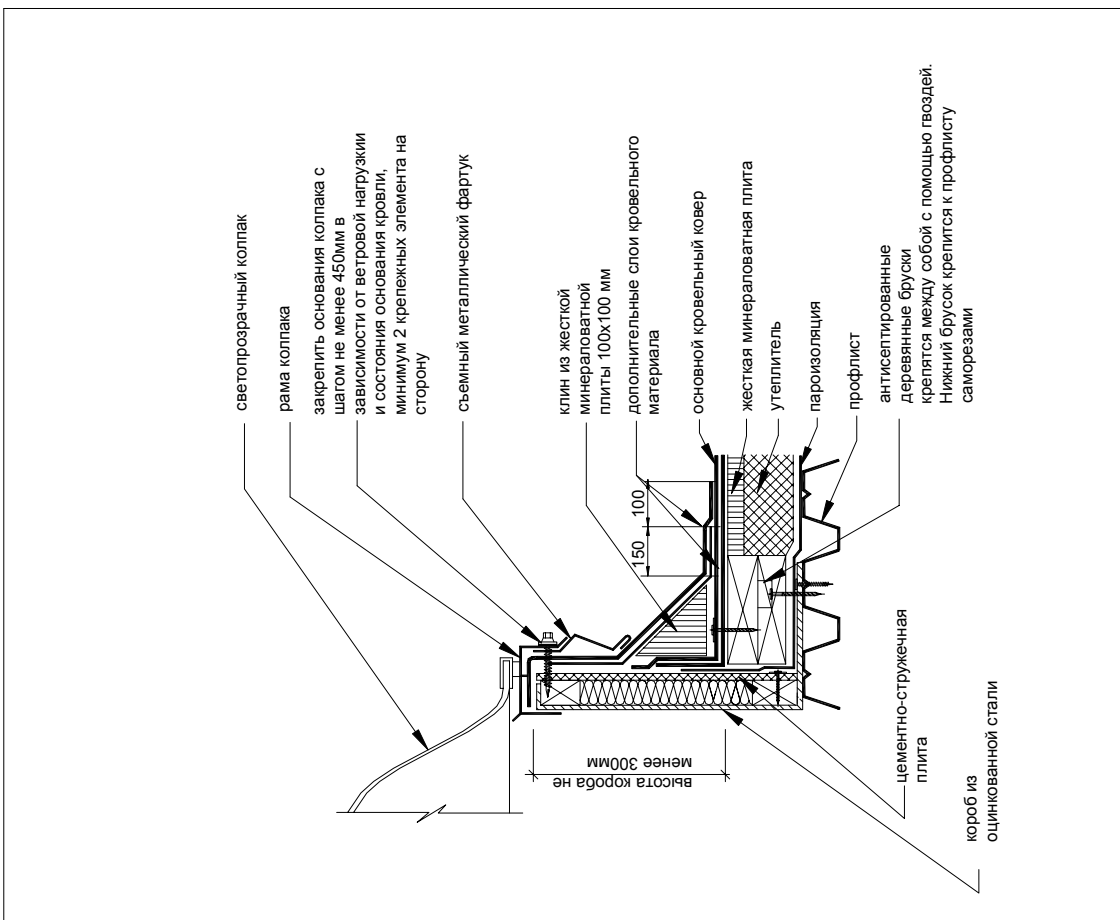 светопрозрачный колпак
рама колпака
закрепить основания колпака с
шагом не менее 450мм в
зависимости от ветровой нагрузкии
и состояния основания кровли,
минимум 2 крепежных элемента на
сторону
съемный металлический фартук
клин из жесткой
минераловатной
плиты 100х100 мм
дополнительные слои кровельного
материала
основной кровельный ковер
жесткая минераловатная плита
утеплитель
пароизоляция
профлист
антисептированные
деревянные бруски
крепятся между собой с помощью гвоздей.
Нижний брусок крепится к профлисту
саморезами
150
100
высота короба не
менее 300мм
цементно-стружечная
плита
короб из
оцинкованной стали